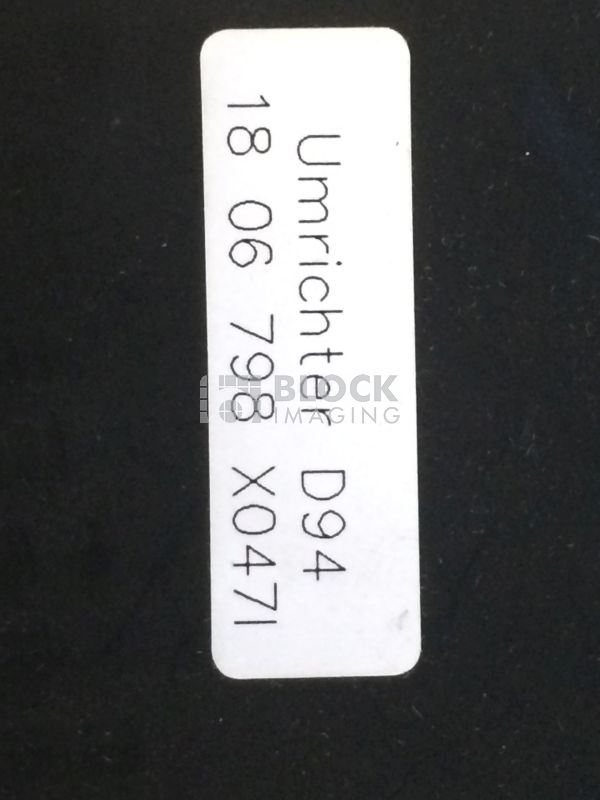 Umrichter D94
18 06 798 X047I
BLOCK
IMAGING